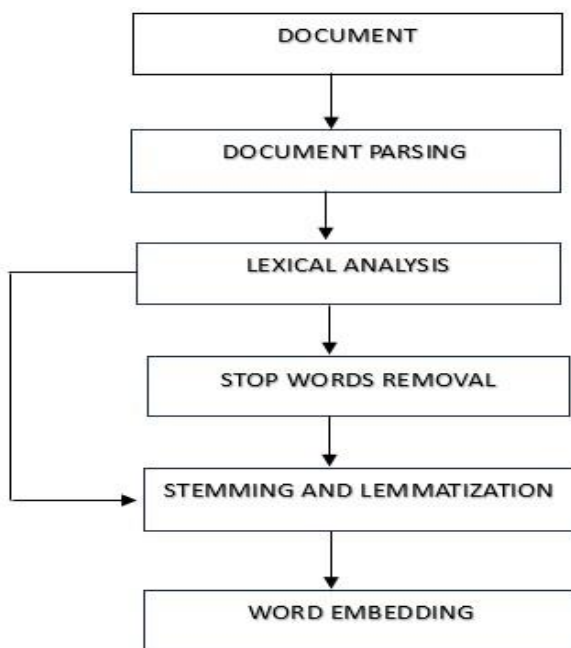 DOCUMENT
DOCUMENT PARSING
LEXICAL ANALYSIS
STOP WORDS REMOVAL
STEMMING AND LEMMATIZATION
WORD EMBEDDING